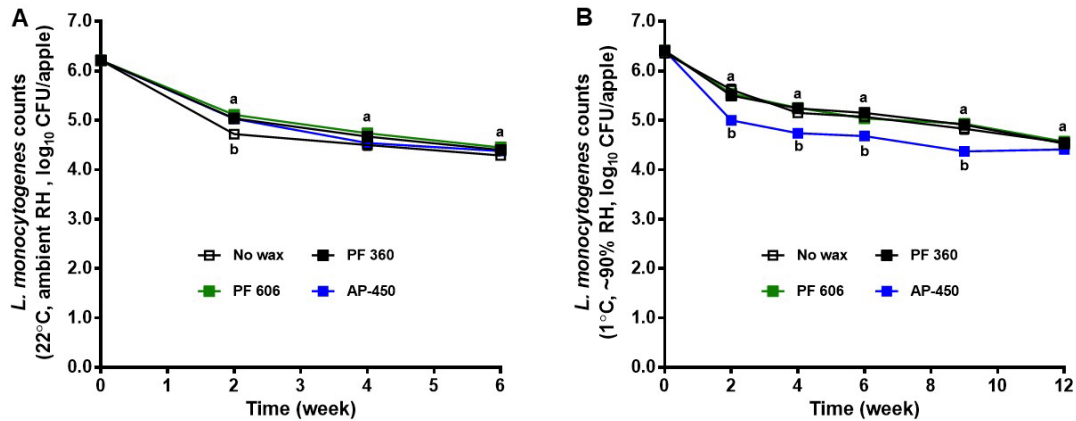 A
L. monocytogenes counts
(22°C, ambient RH , log10 CFU/apple)
7.0
6.0
5.0
4.0
3.0
2.0
1.0
0.0
a
a
a
b
No wax
PF 360
PF 606
AP-450
0 1 2 3 4 5 6
Time (week)
B
L. monocytogenes counts
(1°C, ~90% RH, log10 CFU/apple)
7.0
6.0
5.0
4.0
3.0
2.0
1.0
0.0
a
a
a
a
a
b
b
b
b
No wax
PF 360
PF 606
AP-450
0 2 4 6 8 10 12
Time (week)